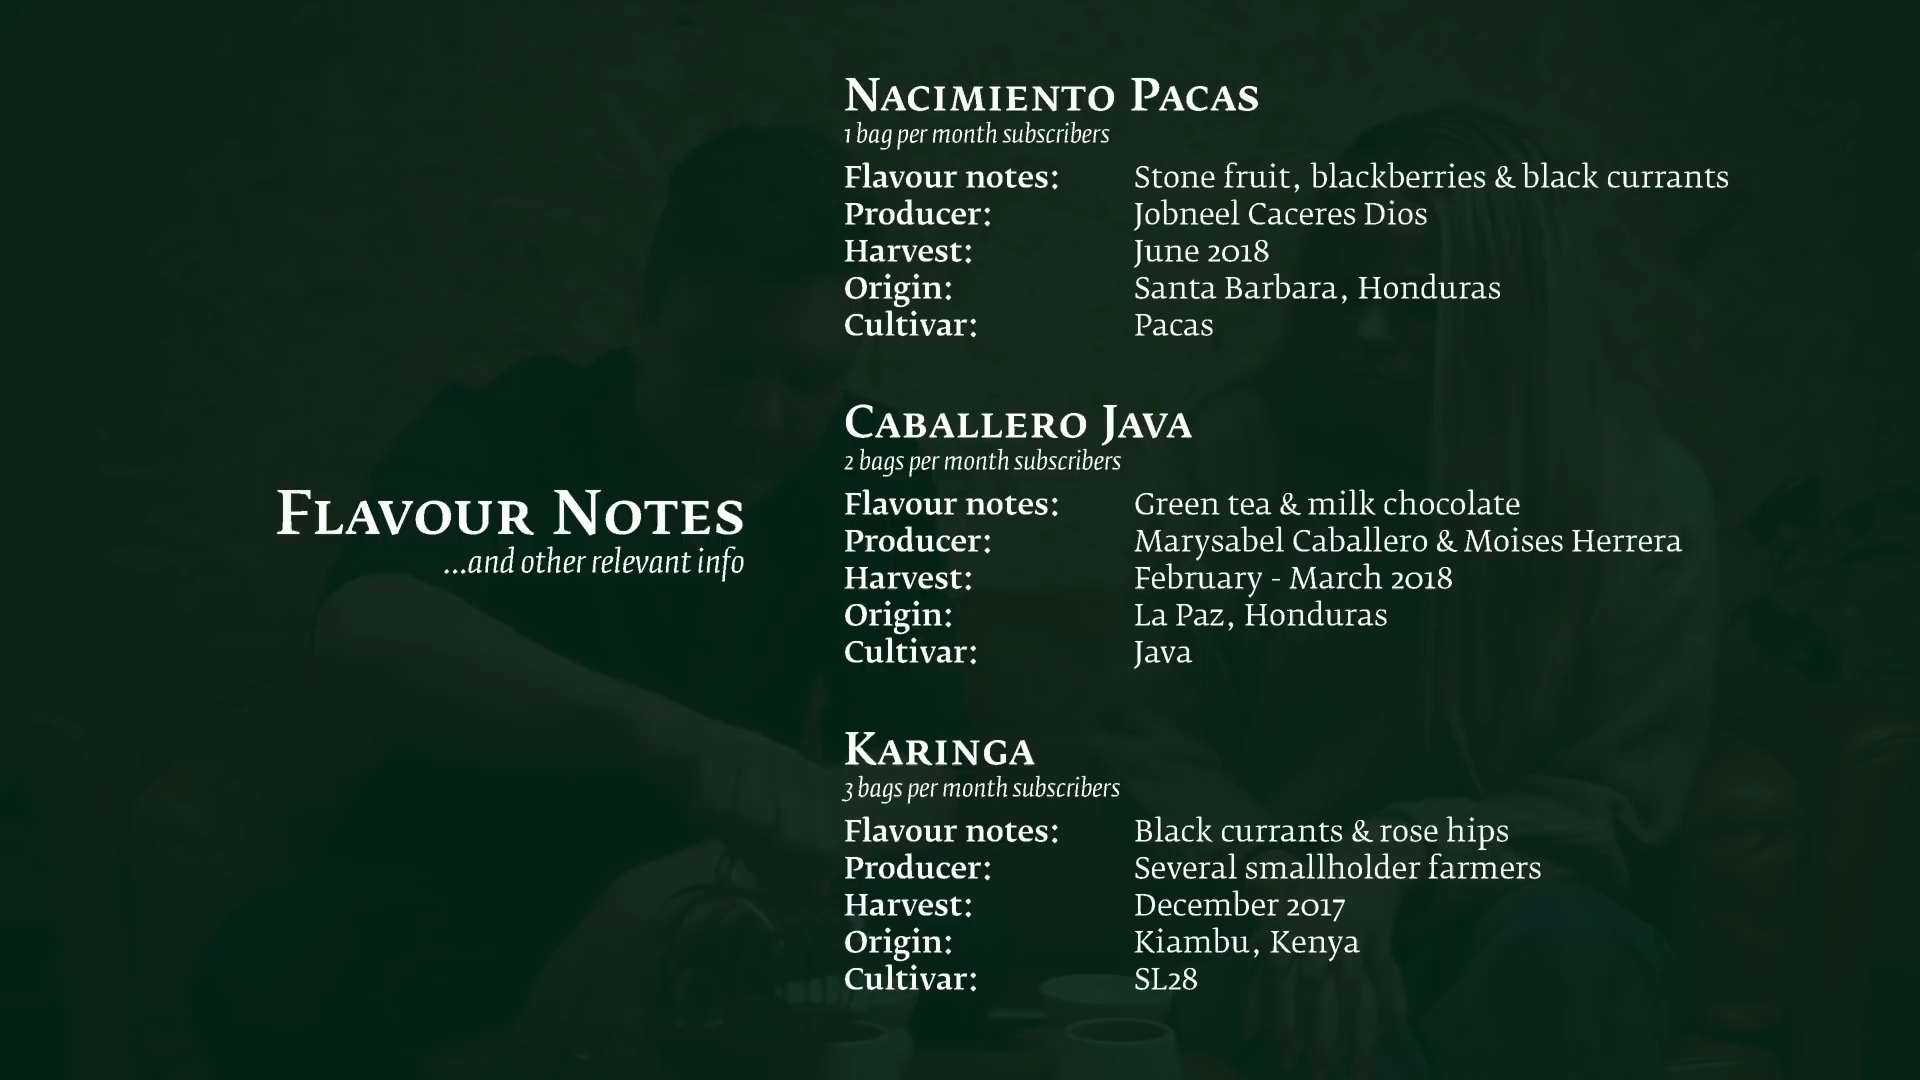 Flavour Notes
...and other relevant info
Nacimiento Pacas
1 bag per month subscribers
Flavour notes: Stone fruit, blackberries & black currants
Producer: Jobneel Caceres Dios
Harvest: June 2018
Origin: Santa Barbara, Honduras
Cultivar: Pacas
Caballero Java
2 bags per month subscribers
Flavour notes: Green tea & milk chocolate
Producer: Marysabel Caballero & Moises Herrera
Harvest: February - March 2018
Origin: La Paz, Honduras
Cultivar: Java
Karinga
3 bags per month subscribers
Flavour notes: Black currants & rose hips
Producer: Several smallholder farmers
Harvest: December 2017
Origin: Kiambu, Kenya
Cultivar: SL28